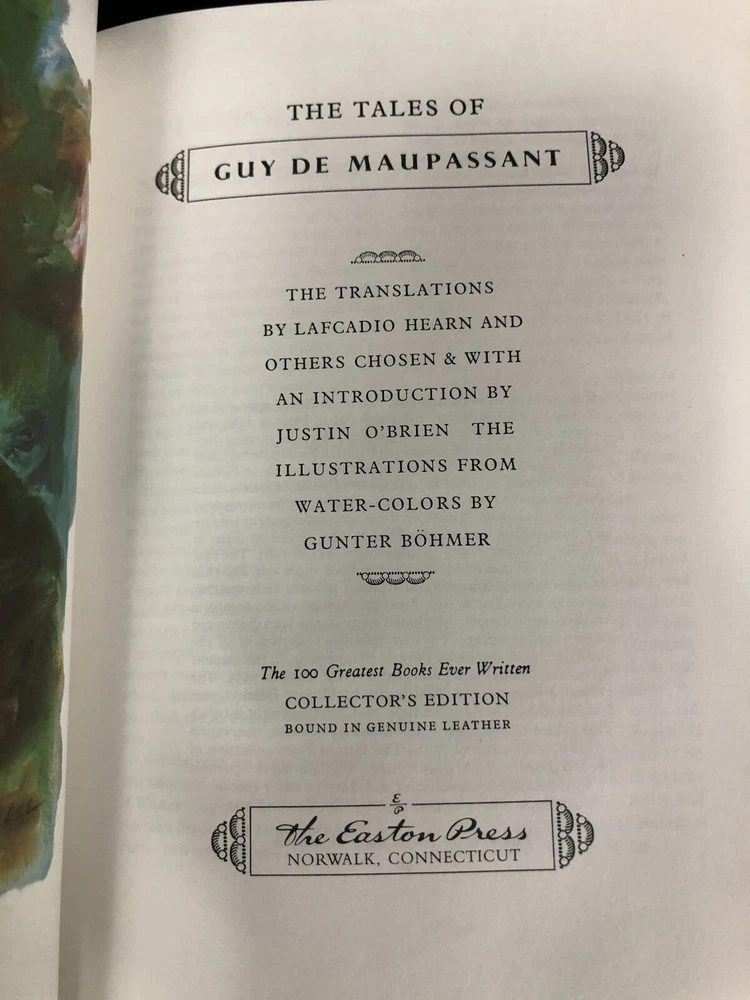 THE TALES OF
GUY DE MAUPASSANT
THE TRANSLATIONS
BY LAFCADIO HEARN AND
OTHERS CHOSEN & WITH
AN INTRODUCTION BY
JUSTIN O'BRIEN THE
ILLUSTRATIONS FROM
WATER-COLORS BY
GUNTER BÖHMER
The 100 Greatest Books Ever Written
COLLECTOR'S EDITION
BOUND IN GENUINE LEATHER
The Easton Press
NORWALK, CONNECTICUT